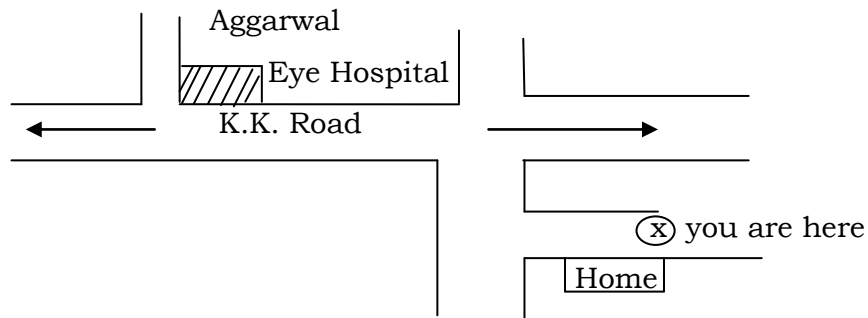 Aggarwal
Eye Hospital
K.K. Road
x you are here
Home